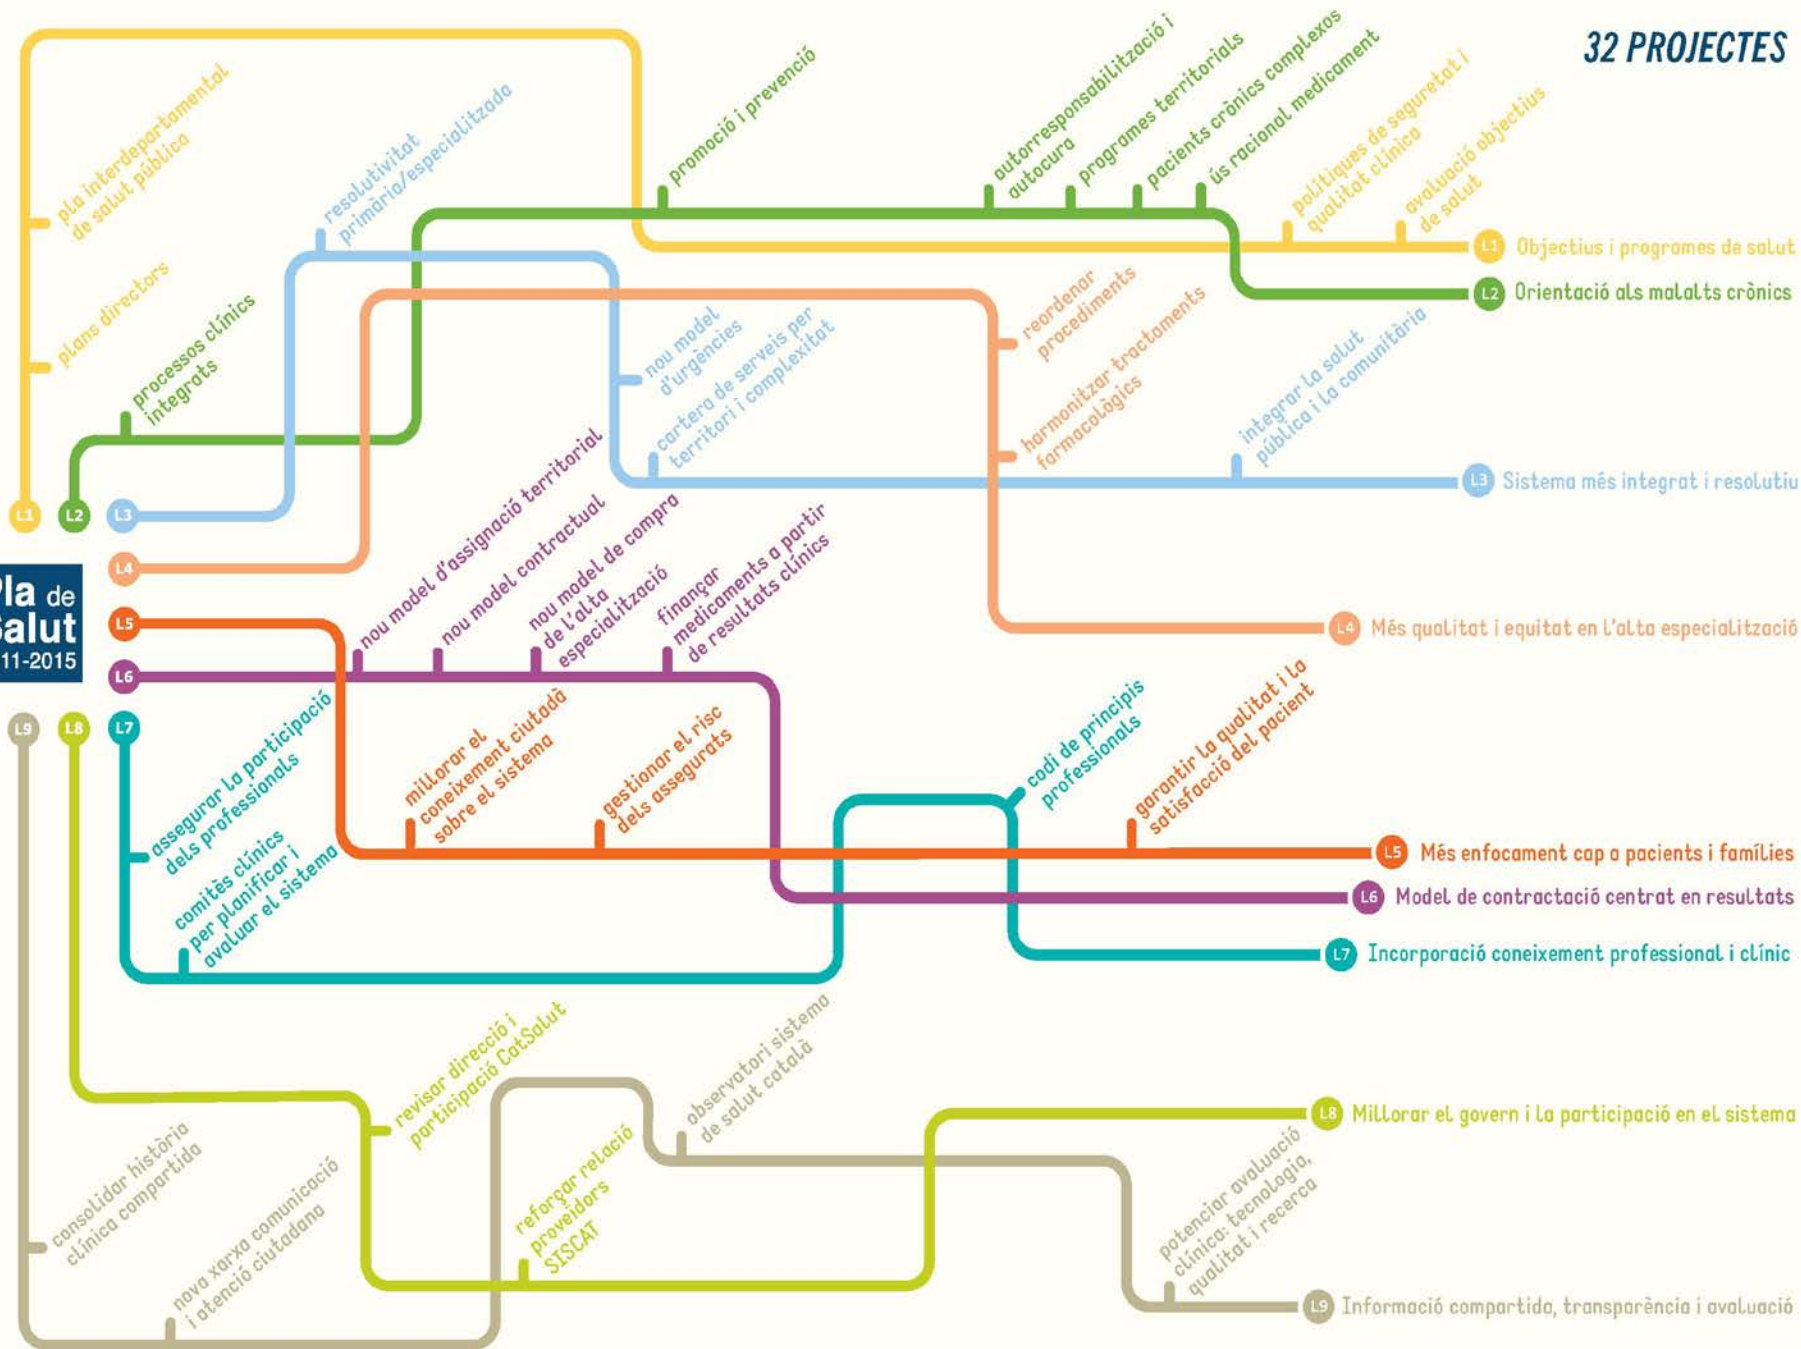 32 PROJECTES
pla interdepartamental
de salut pública
plans directors
processos clínics
integrats
resolutivitat
primària/especialitzada
promoció i prevenció
autorresponsabilització i
autocura
programes territorials
pacients crònics complexos
ús racional medicament
polítiques de seguretat i
qualitat clínica
avaluació objectius
de salut
L1 Objectius i programes de salut
L2 Orientació als malalts crònics
nou model
d'urgències
cartera de serveis per
territori i complexitat
reordenar
procediments
harmonitzar tractaments
farmacològics
integrar la salut
pública i la comunitària
L3 Sistema més integrat i resolutiu
L1
L2
L3
L4
L5
L6
L7
L8
L9
Pla de
Salut
11-2015
nou model d'assignació territorial
nou model contractual
nou model de compra
de l'alta
especialització
finançar
medicaments a partir
de resultats clínics
L4 Més qualitat i equitat en l'alta especialització
assegurar la participació
dels professionals
comitès clínics
per planificar i
avaluar el sistema
millorar el
coneixement ciutadà
sobre el sistema
gestionar el risc
dels assegurats
codi de principis
professionals
garantir la qualitat i la
satisfacció del pacient
L5 Més enfocament cap a pacients i famílies
L6 Model de contractació centrat en resultats
L7 Incorporació coneixement professional i clínic
revisar direcció i
participació CatSalut
observatori sistema
de salut català
L8 Millorar el govern i la participació en el sistema
consolidar història
clínica compartida
nova xarxa comunicació
i atenció ciutadana
reforçar relació
proveïdors
SISCAT
potenciar avaluació
clínica: tecnologia,
qualitat i recerca
L9 Informació compartida, transparència i avaluació